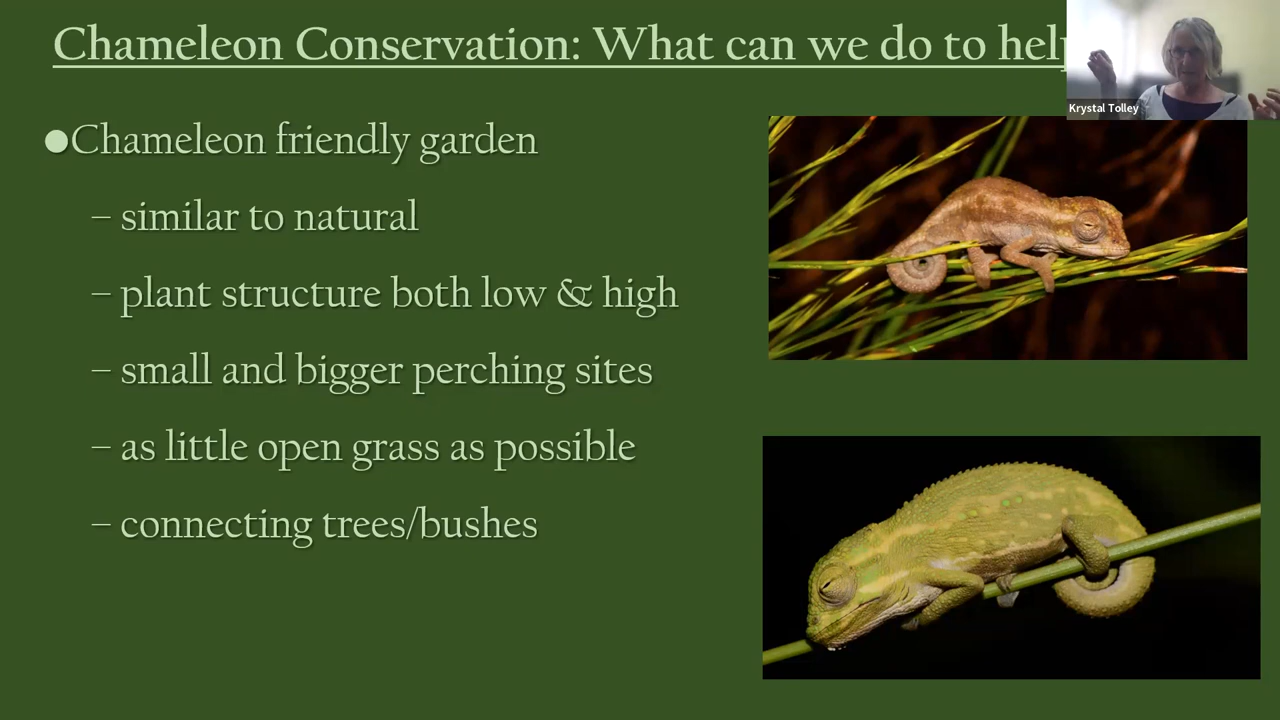 Chameleon Conservation: What can we do to help
Krystal Tolley
●Chameleon friendly garden
– similar to natural
– plant structure both low & high
– small and bigger perching sites
– as little open grass as possible
– connecting trees/bushes